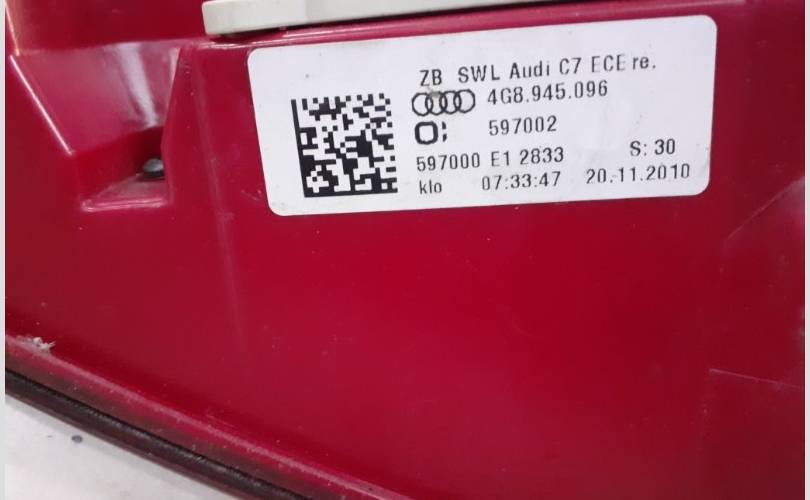 ZB SWL Audi C7 ECE re.
4G8.945.096
597002
597000 E1 2833 S: 30
klo 07:33:47 20.11.2010